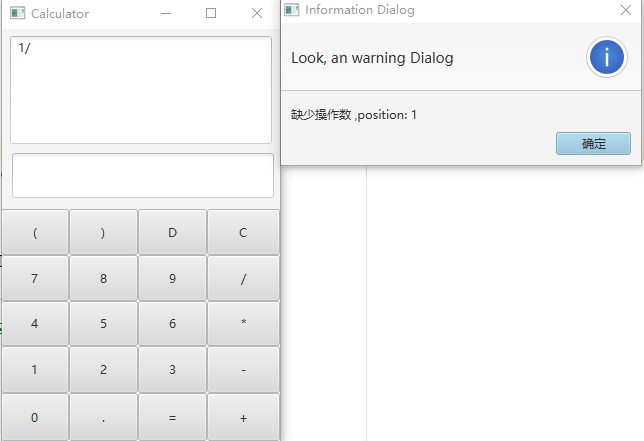 Calculator
1/
( ) D C
7 8 9 /
4 5 6 *
1 2 3 -
0 . = +
Information Dialog
Look, an warning Dialog
i
缺少操作数 ,position: 1
确定